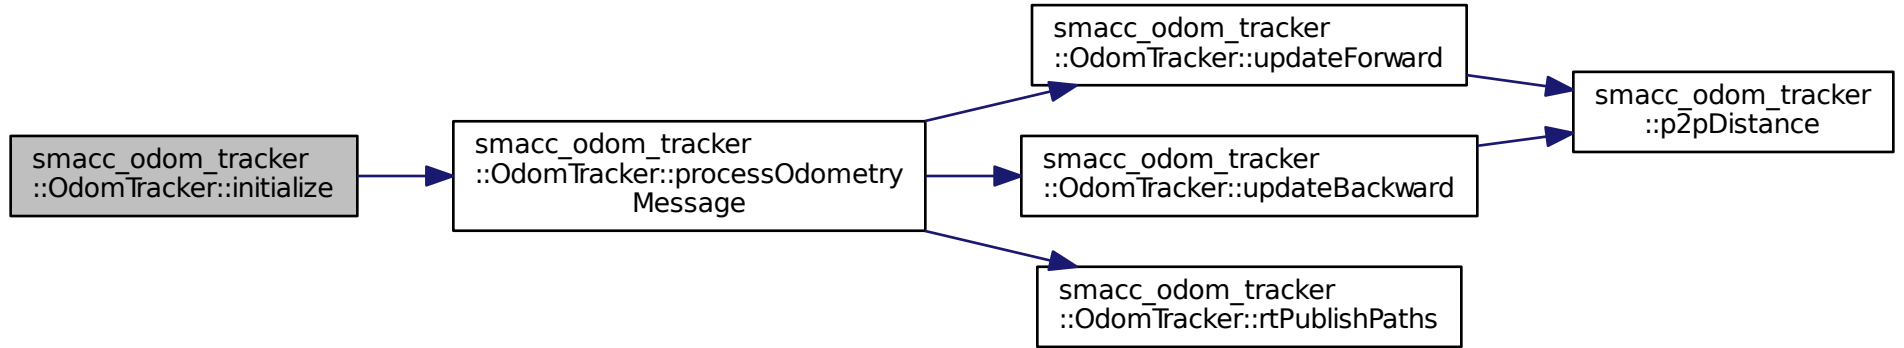 smacc_odom_tracker
::OdomTracker::initialize
smacc_odom_tracker
::OdomTracker::processOdometry
Message
smacc_odom_tracker
::OdomTracker::updateForward
smacc_odom_tracker
::OdomTracker::updateBackward
smacc_odom_tracker
::OdomTracker::rtPublishPaths
smacc_odom_tracker
::p2pDistance